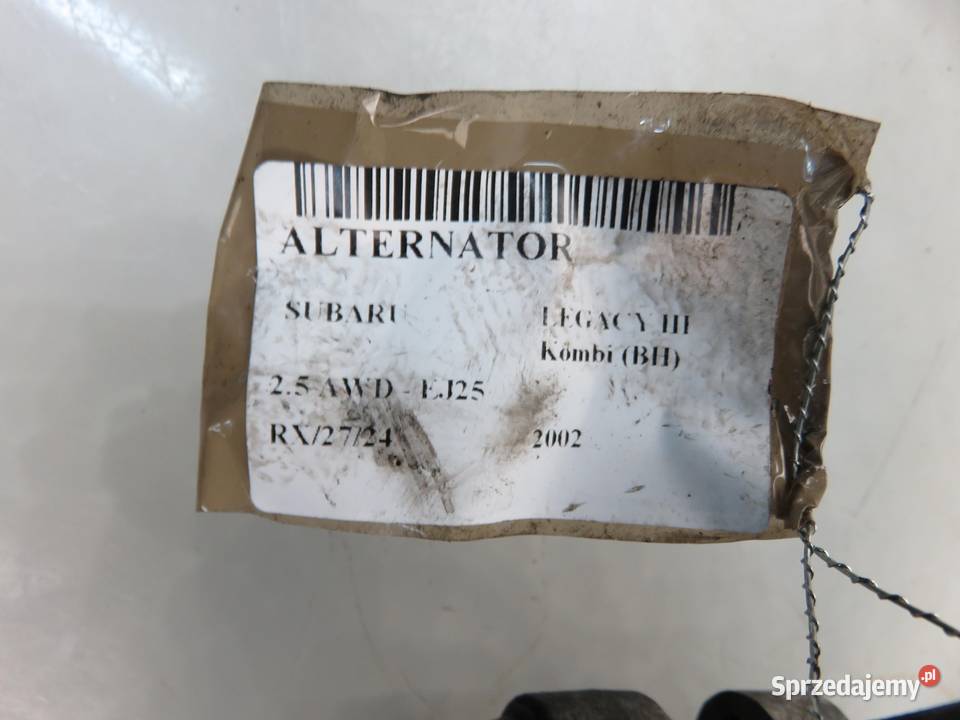 ALTERNATOR
SUBARU LEGACY III
Kombi (BH)
2.5 AWD - EJ25
RX/27/24 2002
Sprzedajemy.pl